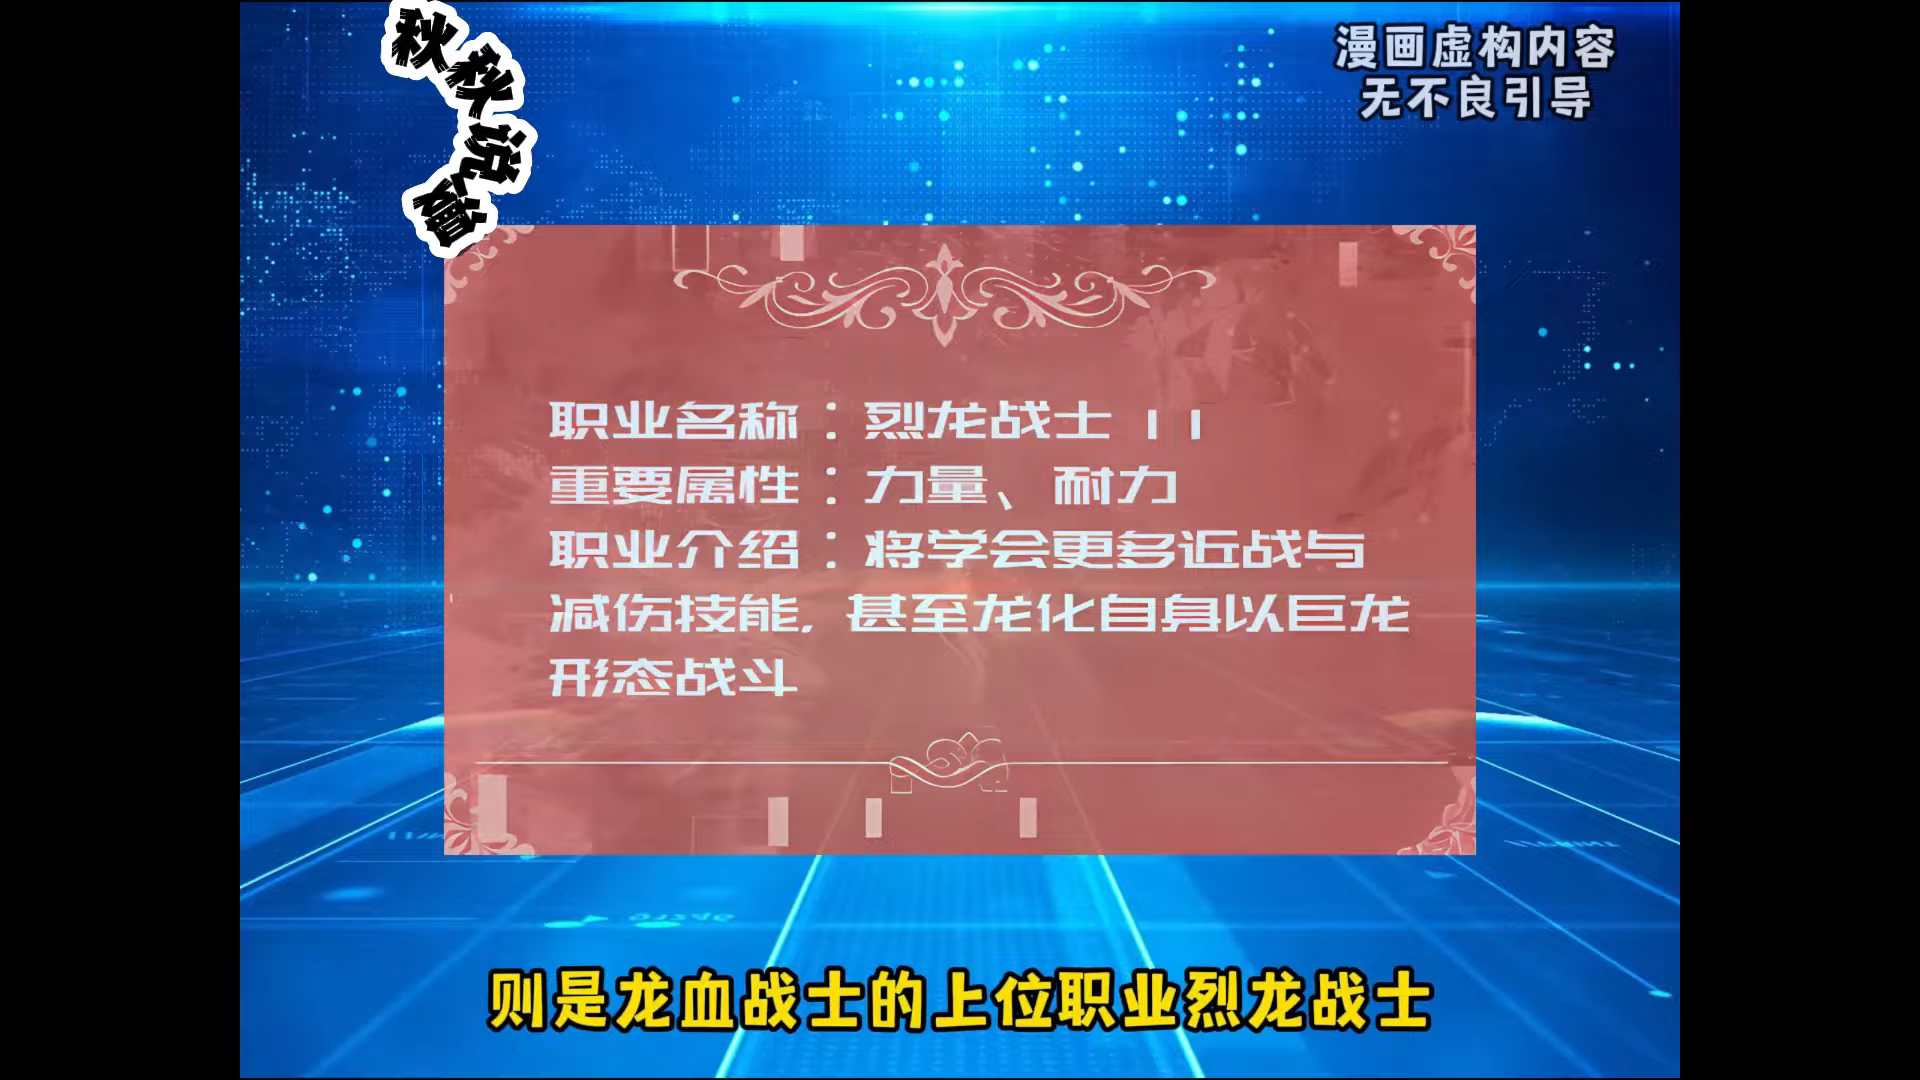 秋秋说漫
漫画虚构内容
无不良引导
职业名称：烈龙战士 II
重要属性：力量、耐力
职业介绍：将学会更多近战与
减伤技能，甚至龙化自身以巨龙
形态战斗
则是龙血战士的上位职业烈龙战士